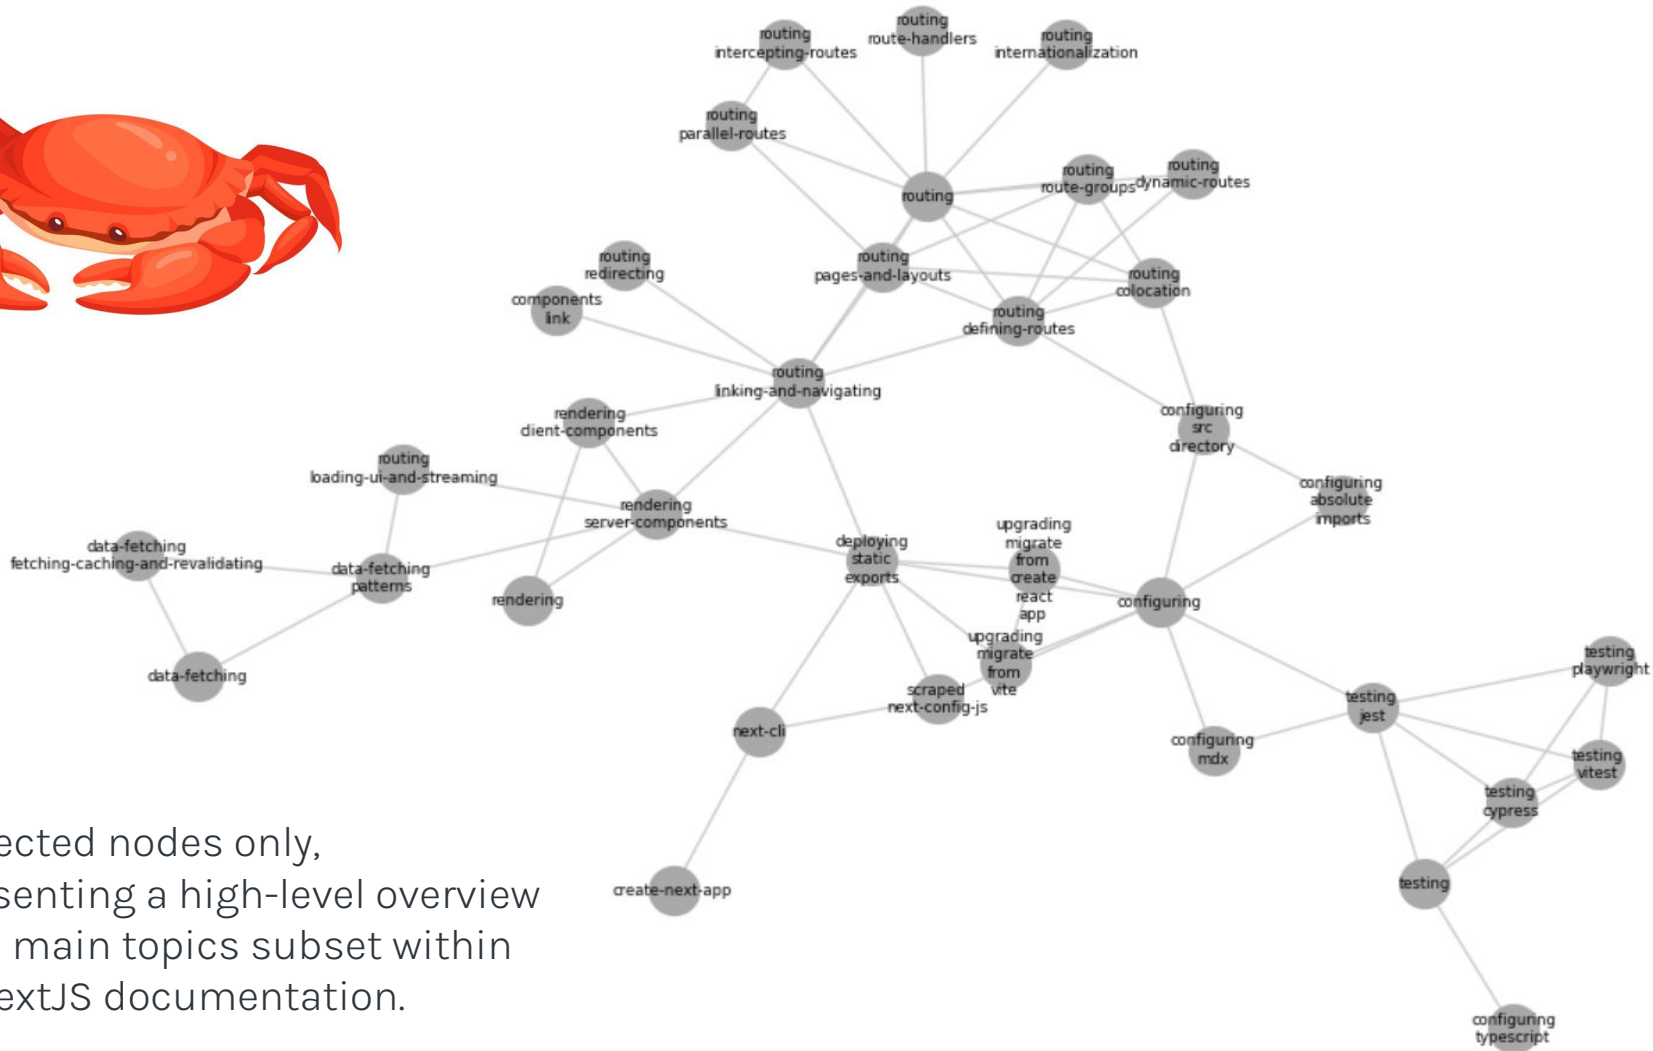 routing
intercepting-routes
routing
route-handlers
routing
internationalization
routing
parallel-routes
routing
routing
route-groups
routing
dynamic-routes
routing
redirecting
routing
pages-and-layouts
routing
colocation
components
link
routing
defining-routes
routing
linking-and-navigating
rendering
client-components
configuring
src
directory
routing
loading-ui-and-streaming
configuring
absolute
imports
rendering
server-components
data-fetching
fetching-caching-and-revalidating
data-fetching
patterns
deploying
static
exports
upgrading
migrate
from
create
react
app
rendering
configuring
upgrading
migrate
from
vite
data-fetching
scraped
next-config-js
next-cli
testing
playwright
testing
jest
configuring
mdx
testing
vitest
testing
cypress
testing
create-next-app
configuring
typescript
ected nodes only,
senting a high-level overview
main topics subset within
extJS documentation.